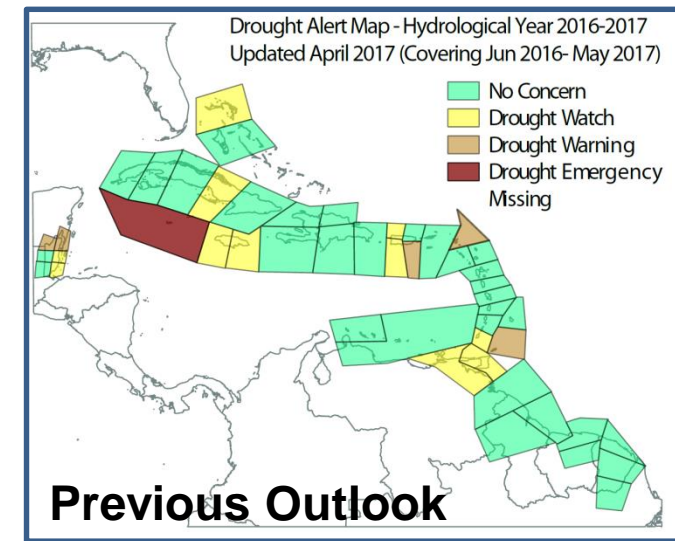 Drought Alert Map - Hydrological Year 2016-2017
Updated April 2017 (Covering Jun 2016- May 2017)
No Concern
Drought Watch
Drought Warning
Drought Emergency
Missing
Previous Outlook